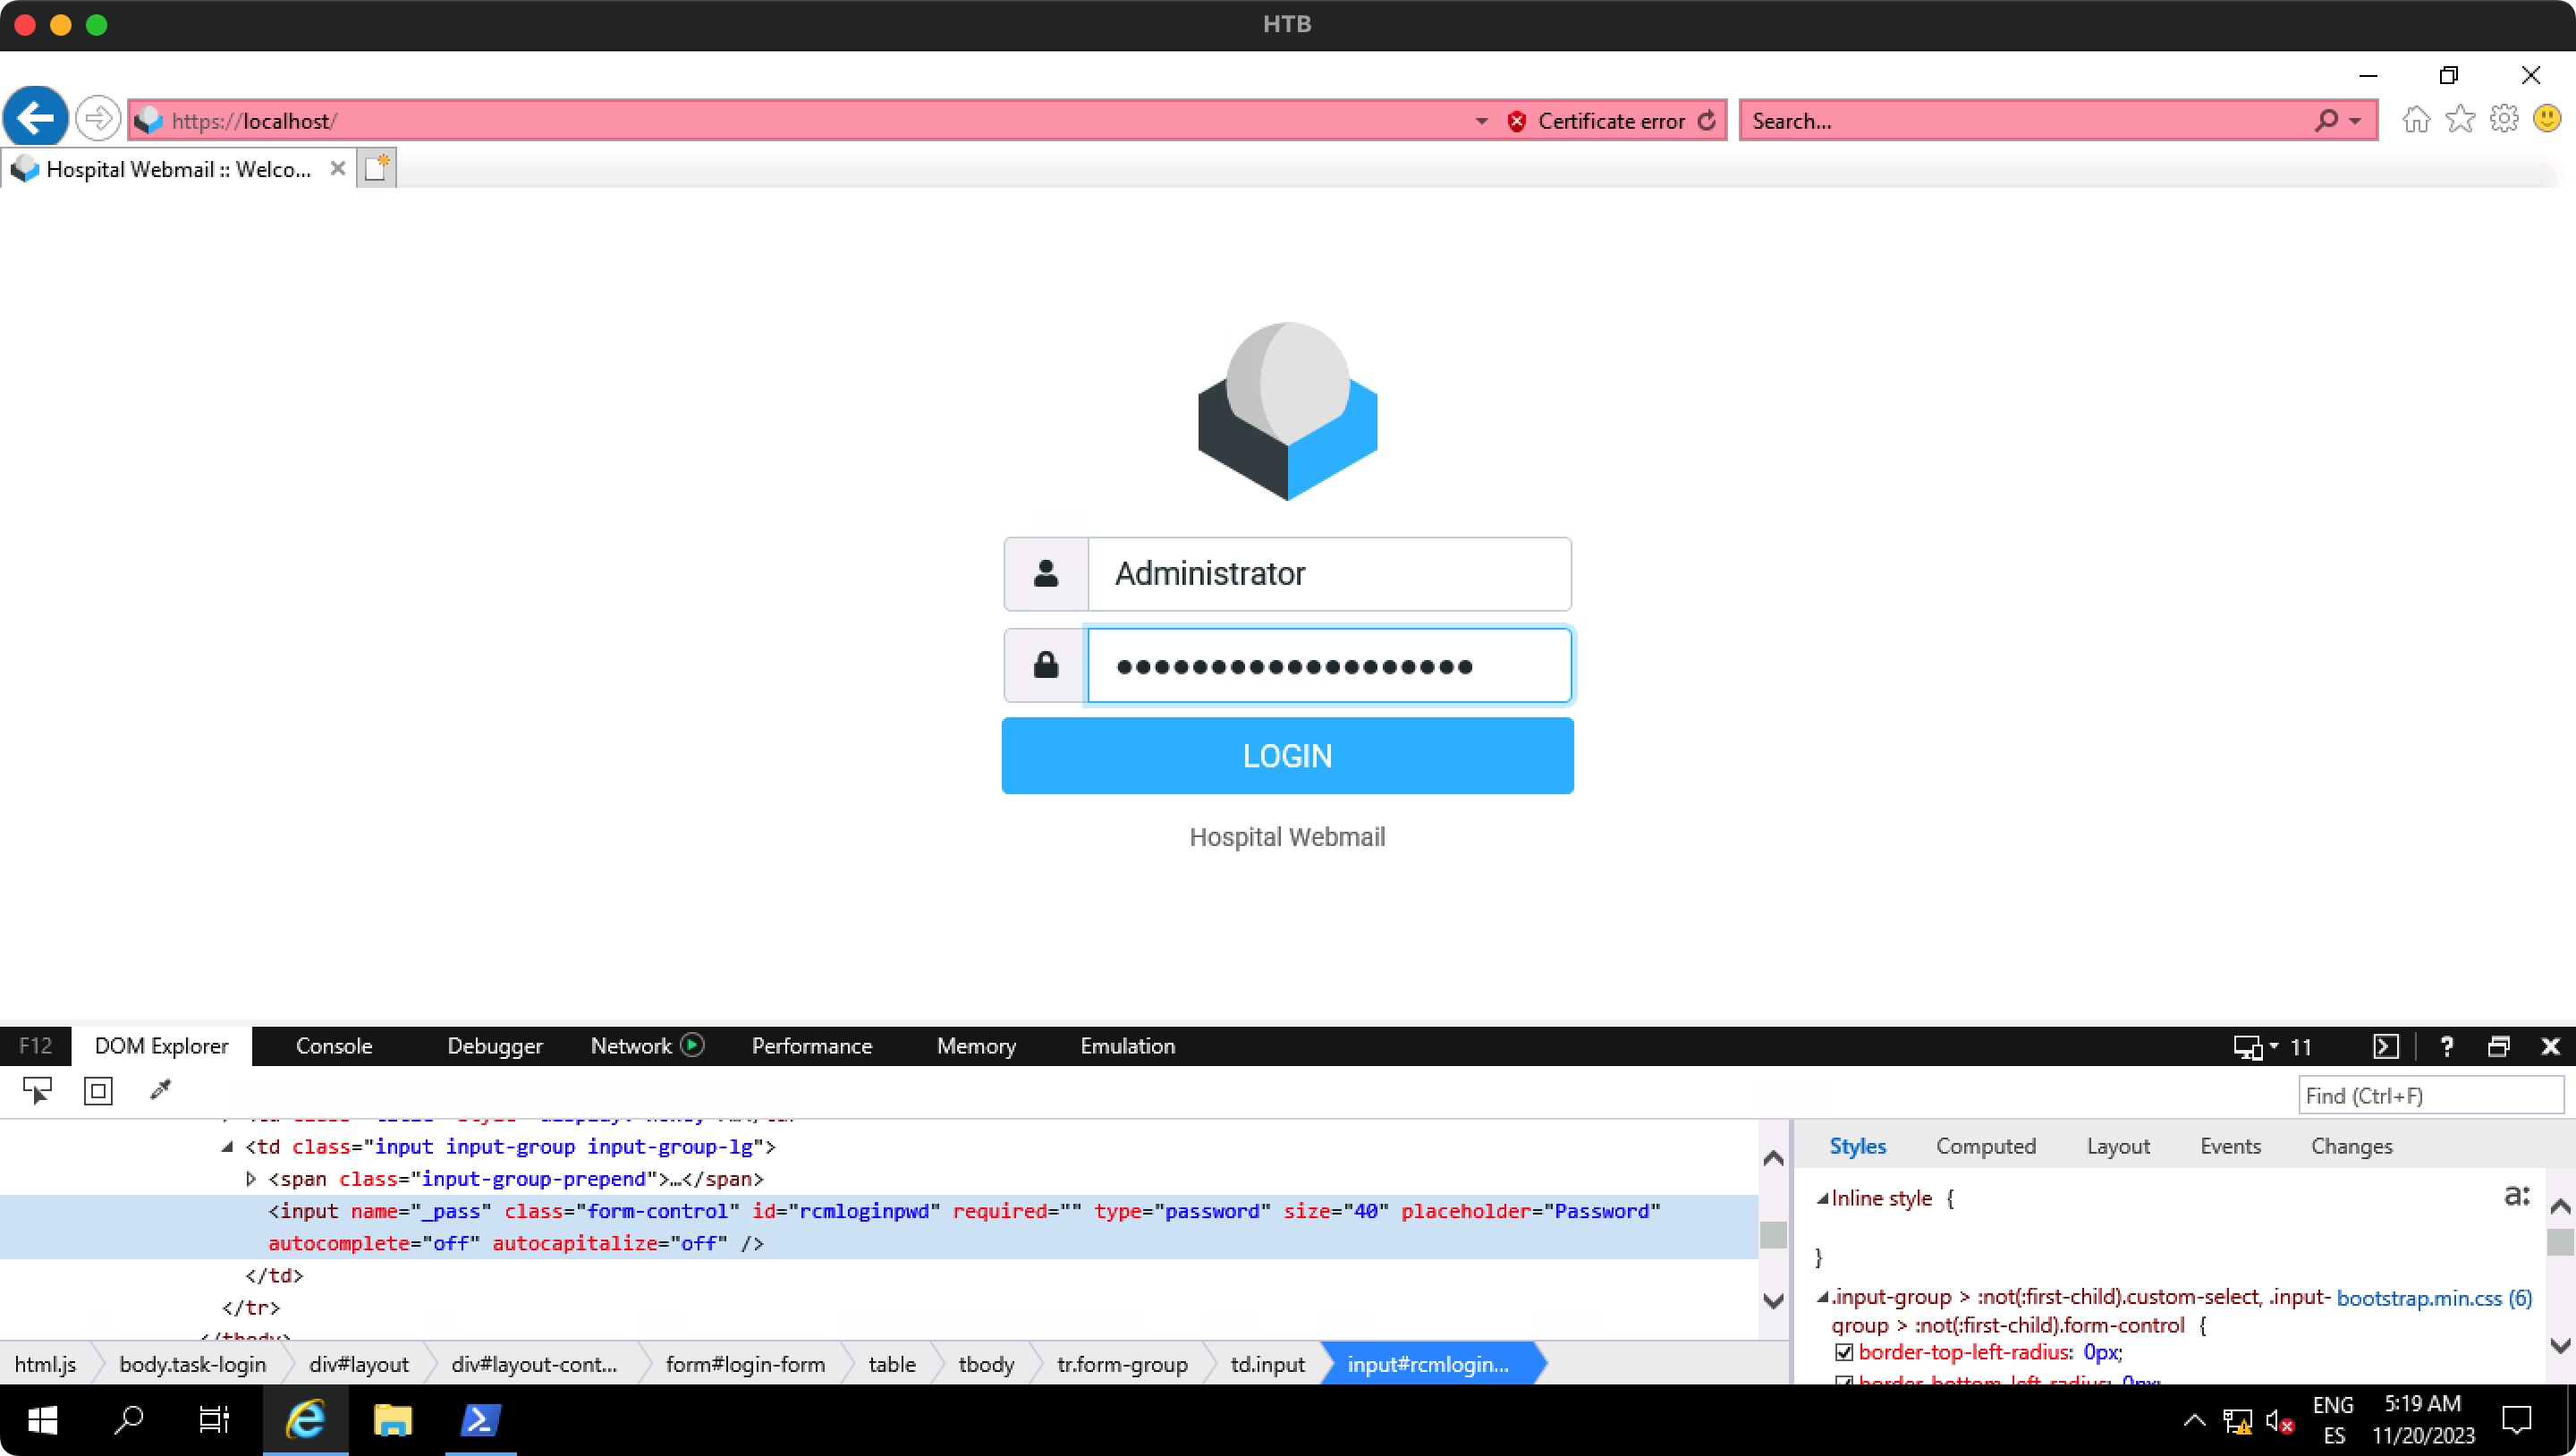 HTB
https://localhost/
Certificate error
Search...
Hospital Webmail :: Welco...
Administrator
LOGIN
Hospital Webmail
F12 DOM Explorer Console Debugger Network Performance Memory Emulation 11 ?
Find (Ctrl+F)
<td class="input input-group input-group-lg">
<span class="input-group-prepend">…</span>
<input name="_pass" class="form-control" id="rcmloginpwd" required="" type="password" size="40" placeholder="Password"
autocomplete="off" autocapitalize="off" />
</td>
</tr>
</tbody>
html.js body.task-login div#layout div#layout-cont... form#login-form table tbody tr.form-group td.input input#rcmlogin...
Styles Computed Layout Events Changes
Inline style {
a:
}
.input-group > :not(:first-child).custom-select, .input- bootstrap.min.css (6)
group > :not(:first-child).form-control {
border-top-left-radius: 0px;
border-bottom-left-radius: 0px;
ENG
ES
5:19 AM
11/20/2023